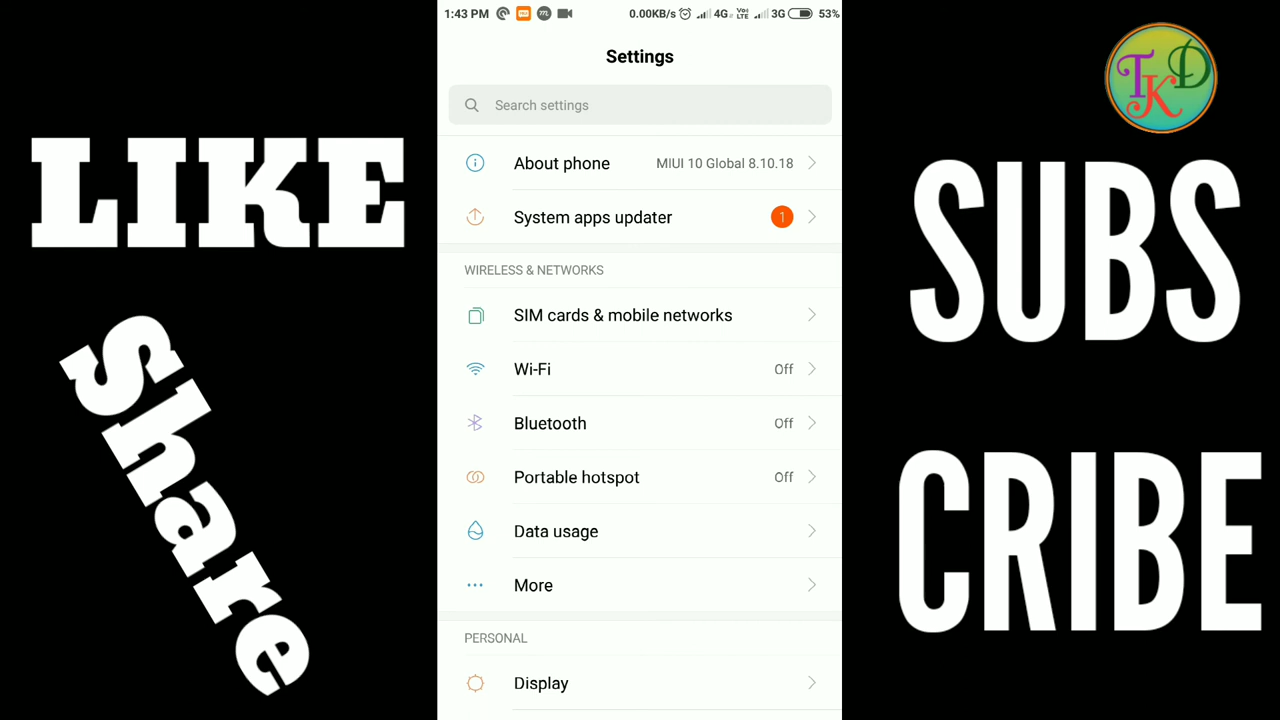 LIKE
Share
1:43 PM 0.00KB/s 4G Vo LTE 3G 53%
Settings
Search settings
About phone MIUI 10 Global 8.10.18
System apps updater 1
WIRELESS & NETWORKS
SIM cards & mobile networks
Wi-Fi Off
Bluetooth Off
Portable hotspot Off
Data usage
More
PERSONAL
Display
TKD
SUBS
CRIBE